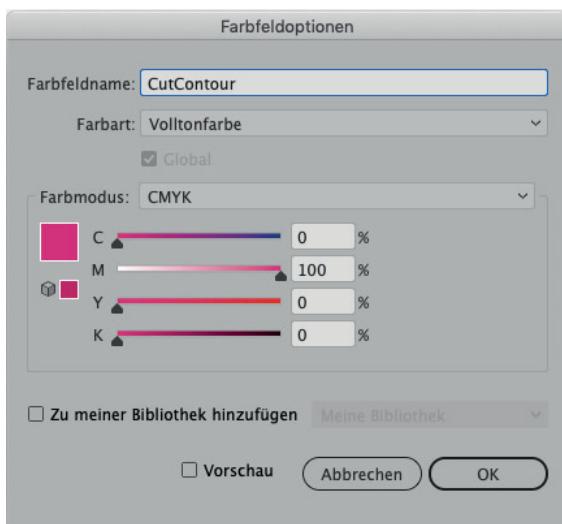 Farbfeldoptionen
Farbfeldname: CutContour
Farbart: Volltonfarbe
Global
Farbmodus: CMYK
C 0 %
M 100 %
Y 0 %
K 0 %
Zu meiner Bibliothek hinzufügen Meine Bibliothek
Vorschau Abbrechen OK